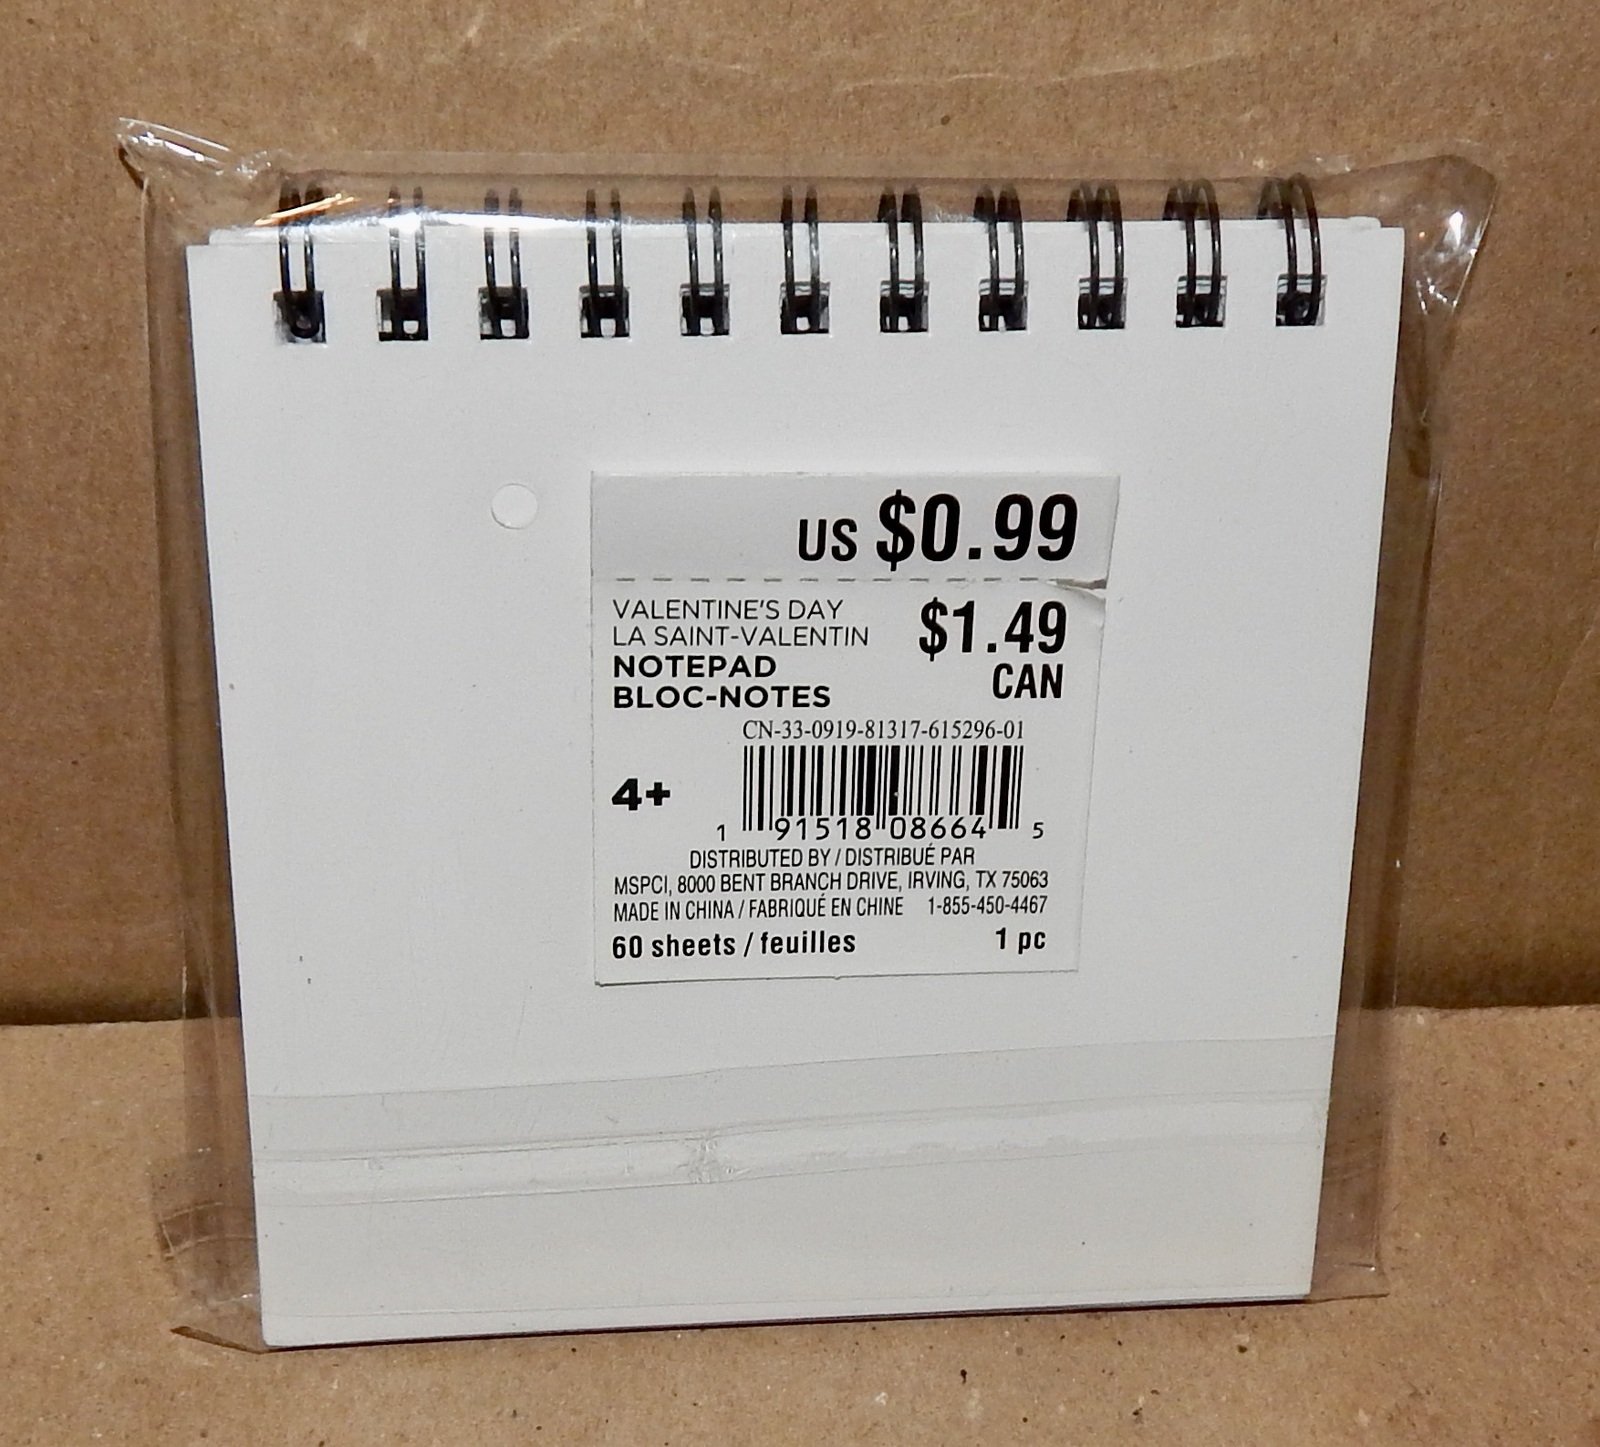 US $0.99
VALENTINE'S DAY
LA SAINT-VALENTIN
NOTEPAD
BLOC-NOTES
$1.49
CAN
CN-33-0919-81317-615296-01
4+
1 91518 08664 5
DISTRIBUTED BY / DISTRIBUÉ PAR
MSPCI, 8000 BENT BRANCH DRIVE, IRVING, TX 75063
MADE IN CHINA / FABRIQUÉ EN CHINE 1-855-450-4467
60 sheets / feuilles 1 pc